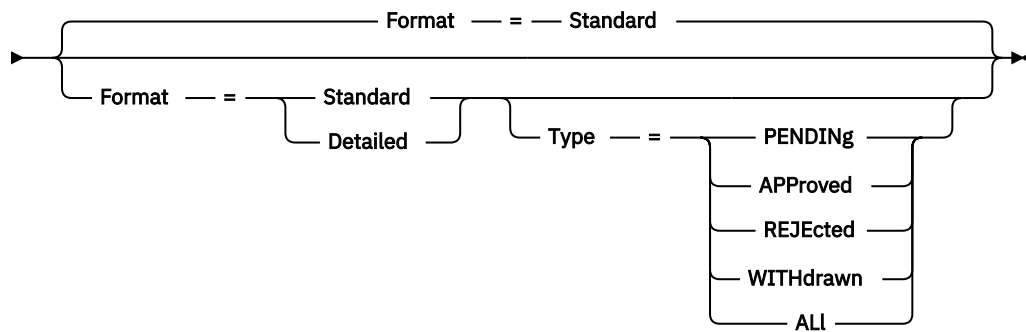 Format = Standard
Format = Standard
Detailed
Type = PENDINg
APProved
REJEcted
WITHdrawn
ALl